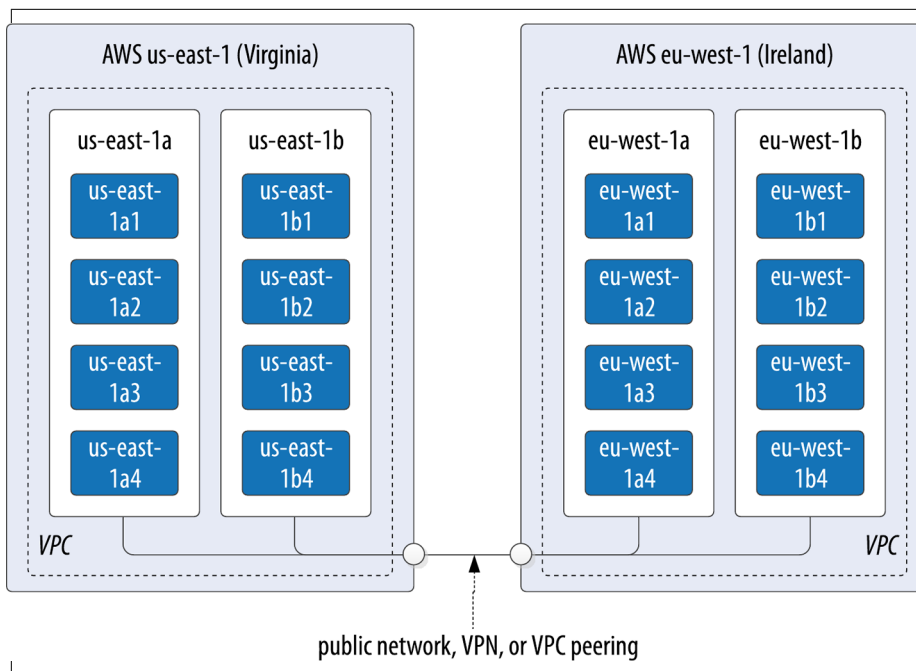 AWS us-east-1 (Virginia)
us-east-1a
us-east-
1a1
us-east-
1a2
us-east-
1a3
us-east-
1a4
us-east-1b
us-east-
1b1
us-east-
1b2
us-east-
1b3
us-east-
1b4
VPC
AWS eu-west-1 (Ireland)
eu-west-1a
eu-west-
1a1
eu-west-
1a2
eu-west-
1a3
eu-west-
1a4
eu-west-1b
eu-west-
1b1
eu-west-
1b2
eu-west-
1b3
eu-west-
1b4
VPC
public network, VPN, or VPC peering